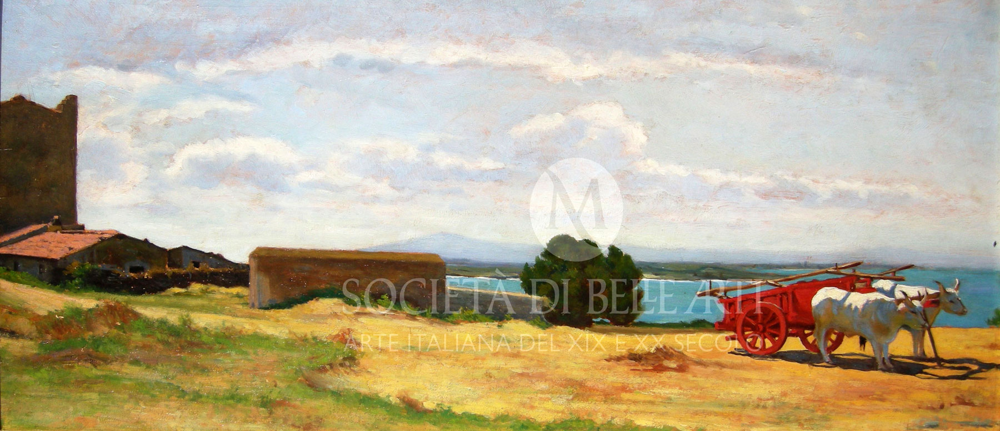 M
SOCIETÀ DI BELLE ARTI
ARTE ITALIANA DEL XIX E XX SECOLO